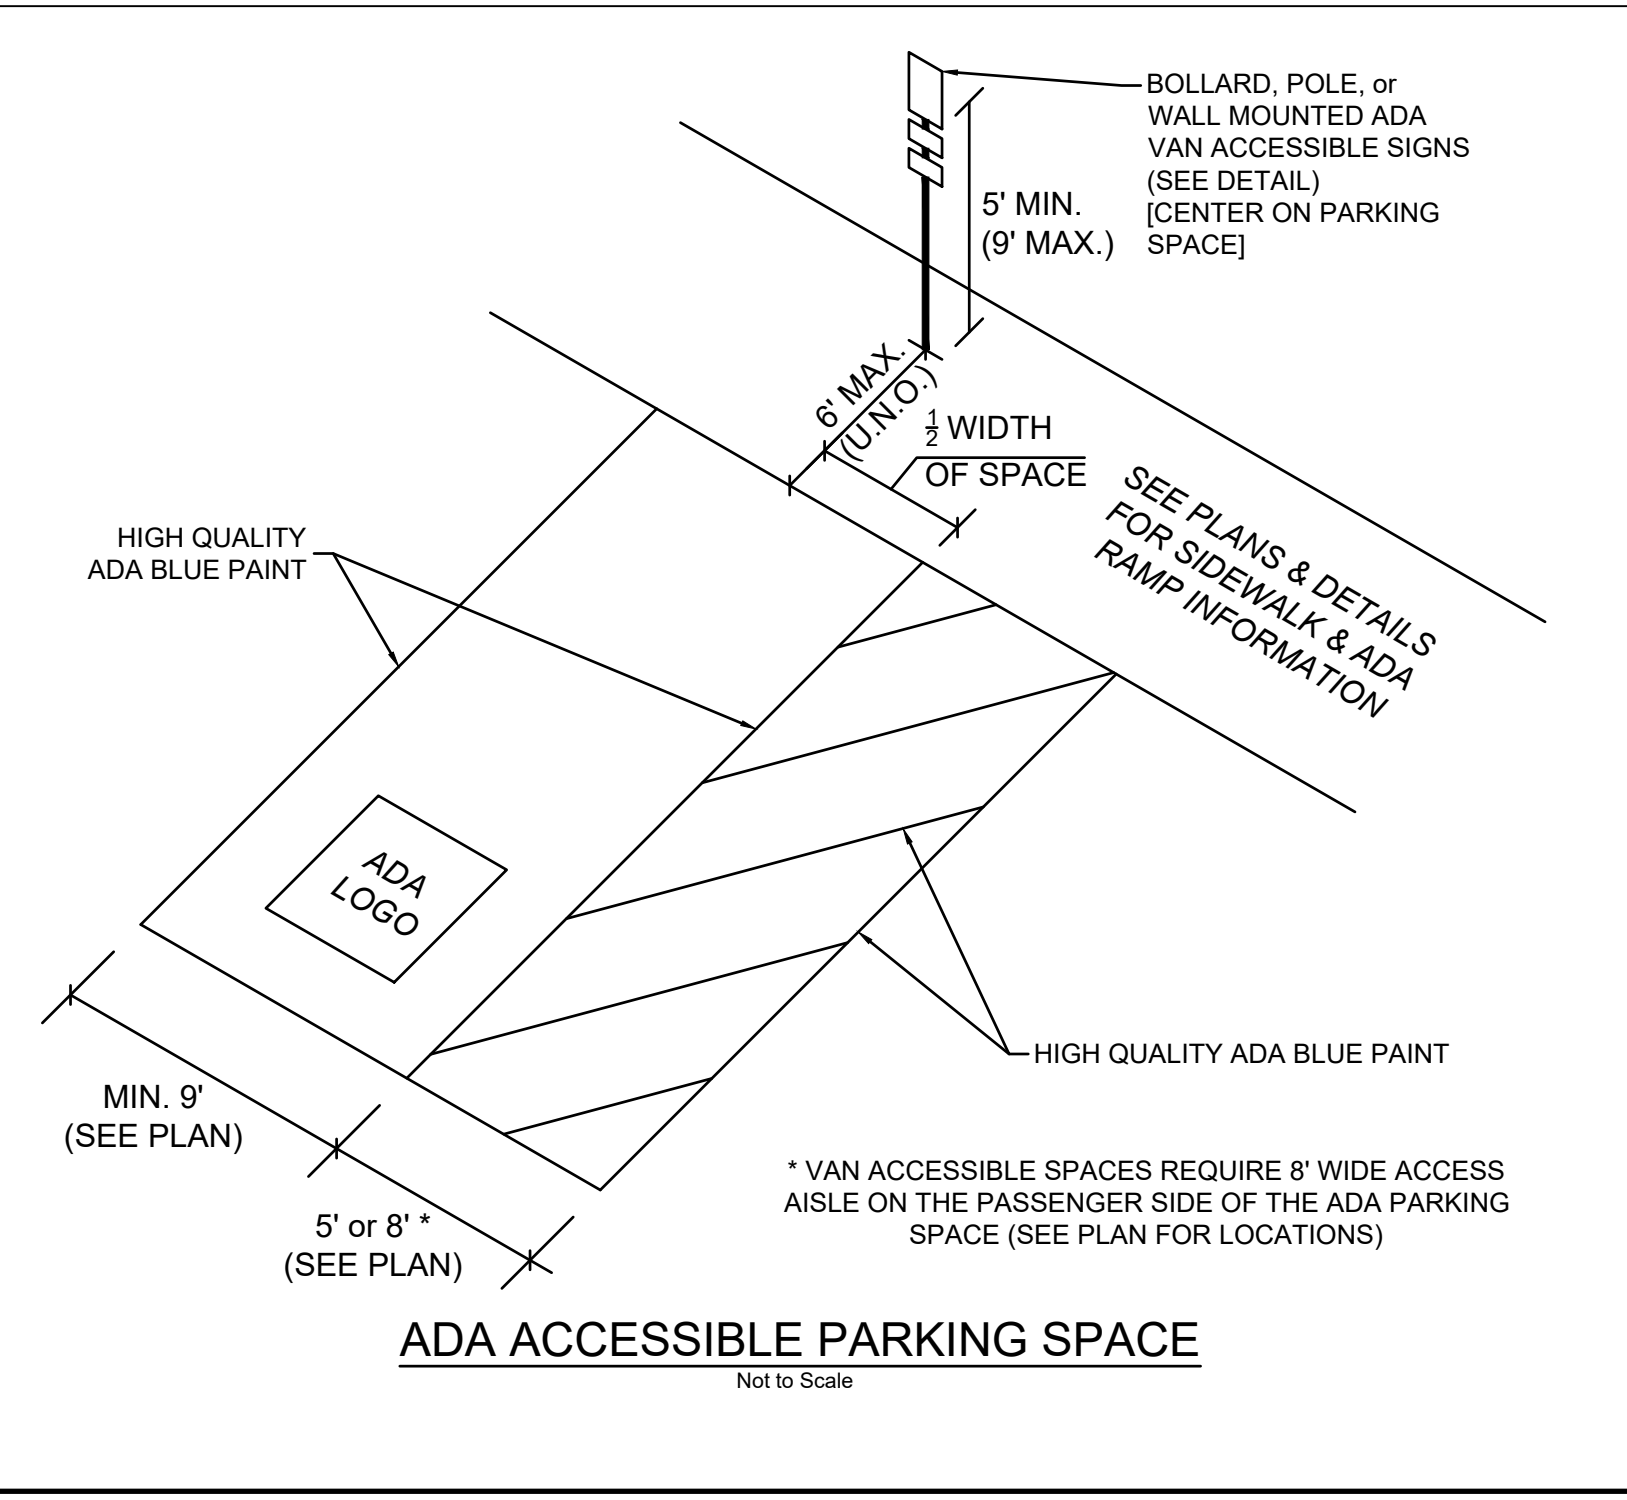 BOLLARD, POLE, or
WALL MOUNTED ADA
VAN ACCESSIBLE SIGNS
(SEE DETAIL)
[CENTER ON PARKING
SPACE]
5' MIN.
(9' MAX.)
6' MAX.
(U.N.O.)
1/2 WIDTH
OF SPACE
SEE PLANS & DETAILS
FOR SIDEWALK & ADA
RAMP INFORMATION
HIGH QUALITY
ADA BLUE PAINT
ADA
LOGO
HIGH QUALITY ADA BLUE PAINT
MIN. 9'
(SEE PLAN)
5' or 8' *
(SEE PLAN)
* VAN ACCESSIBLE SPACES REQUIRE 8' WIDE ACCESS
AISLE ON THE PASSENGER SIDE OF THE ADA PARKING
SPACE (SEE PLAN FOR LOCATIONS)
ADA ACCESSIBLE PARKING SPACE
Not to Scale